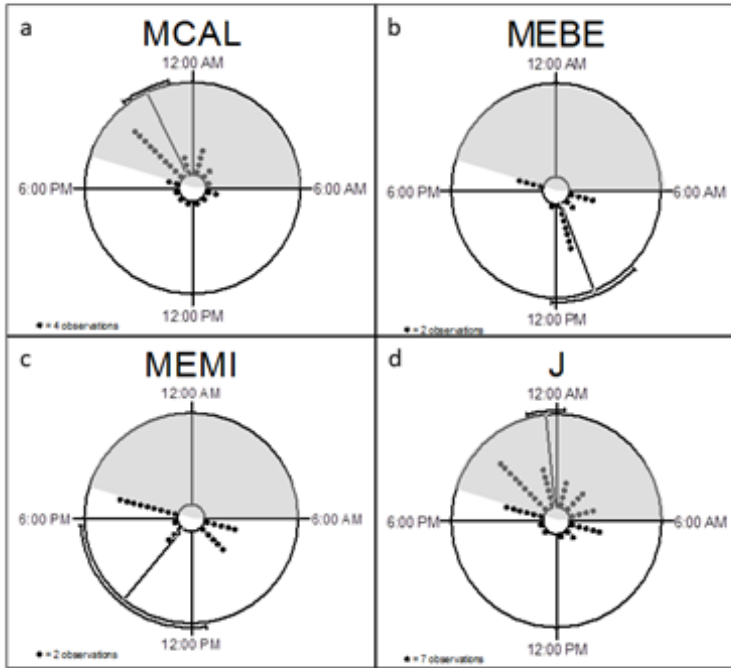 a
MCAL
12:00 AM
6:00 PM
6:00 AM
12:00 PM
= 4 observations
b
MEBE
12:00 AM
6:00 PM
6:00 AM
12:00 PM
= 2 observations
c
MEMI
12:00 AM
6:00 PM
6:00 AM
12:00 PM
= 2 observations
d
J
12:00 AM
6:00 PM
6:00 AM
12:00 PM
= 7 observations